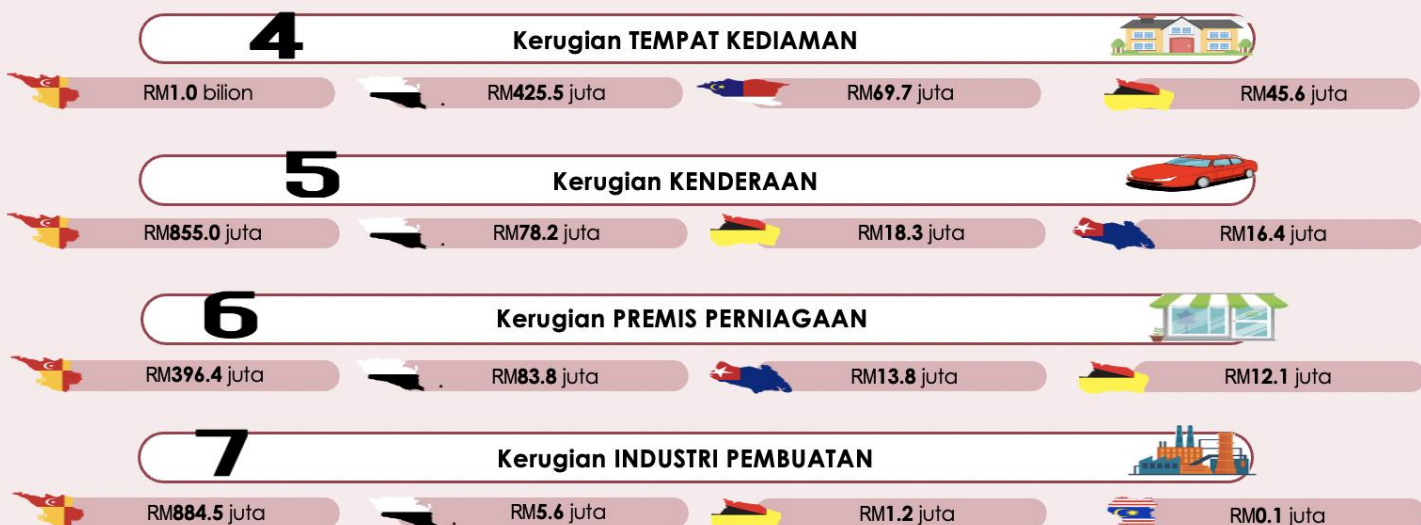 4
Kerugian TEMPAT KEDIAMAN
RM1.0 bilion
RM425.5 juta
RM69.7 juta
RM45.6 juta
5
Kerugian KENDERAAN
RM855.0 juta
RM78.2 juta
RM18.3 juta
RM16.4 juta
6
Kerugian PREMIS PERNIAGAAN
RM396.4 juta
RM83.8 juta
RM13.8 juta
RM12.1 juta
7
Kerugian INDUSTRI PEMBUATAN
RM884.5 juta
RM5.6 juta
RM1.2 juta
RM0.1 juta